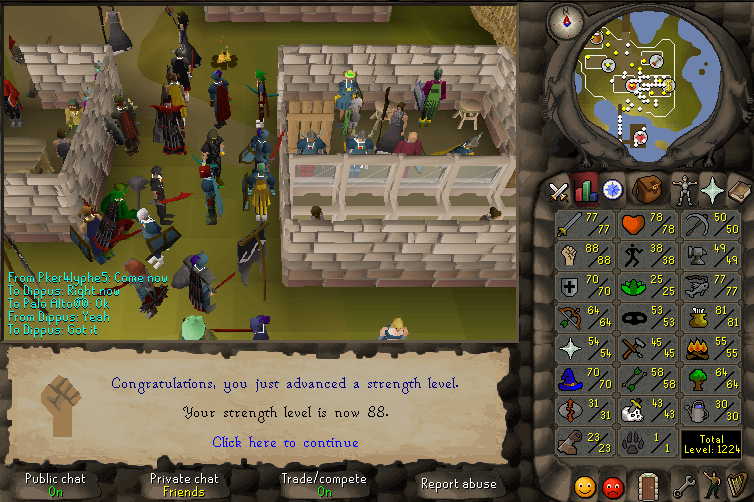 From Pker4lyphe5: Come now
To Dippus: Right now
To Palo Alto00: Ok
From Dippus: Yeah
To Dippus: Got it
Congratulations, you just advanced a strength level.
Your strength level is now 88.
Click here to continue
Public chat
On
Private chat
Friends
Trade/compete
On
Report abuse
77/77 78/78 50/50
88/88 38/38 49/49
70/70 25/25 77/77
64/64 53/53 81/81
54/54 45/45 55/55
70/70 58/58 64/64
31/31 43/43 30/30
23/23 1/1 Total
Level: 1224